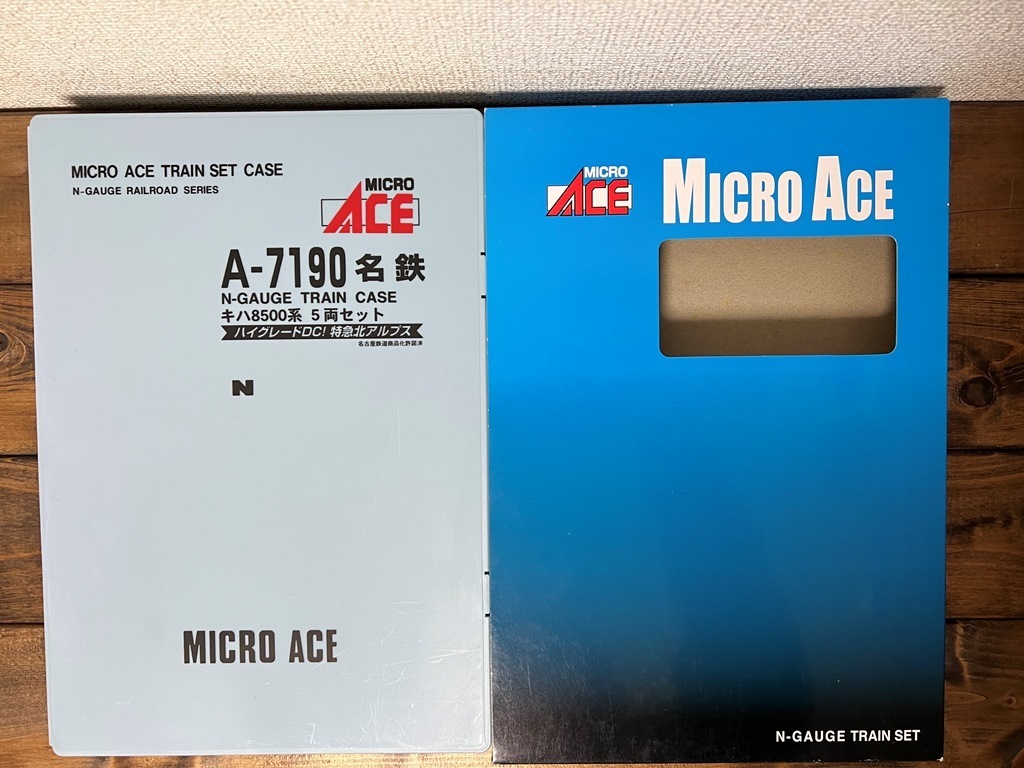 MICRO ACE TRAIN SET CASE
N-GAUGE RAILROAD SERIES
MICRO
ACE
A-7190 名鉄
N-GAUGE TRAIN CASE
キハ8500系 5両セット
ハイグレードDC! 特急北アルプス
名古屋鉄道商品化許諾済
N
MICRO ACE
MICRO
ACE
MICRO ACE
N-GAUGE TRAIN SET